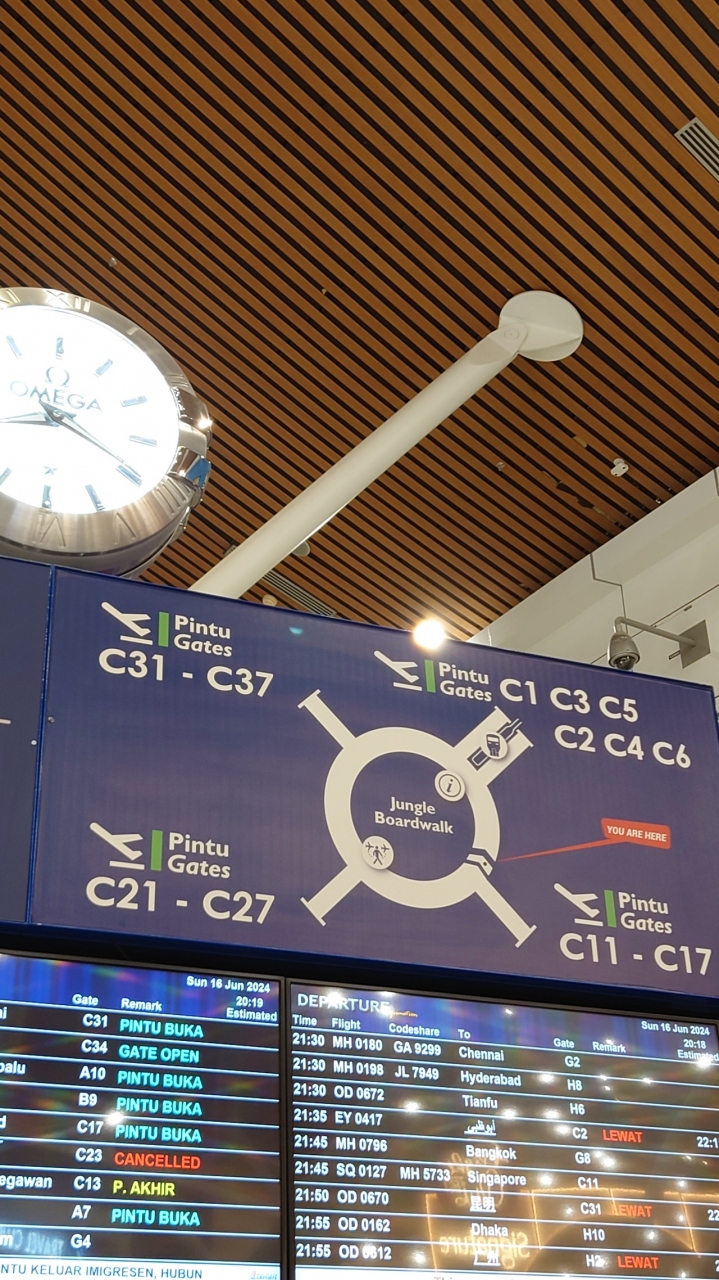 OMEGA
Pintu
Gates
C31 - C37
Pintu
Gates
C1 C3 C5
C2 C4 C6
i
Jungle
Boardwalk
YOU ARE HERE
Pintu
Gates
C21 - C27
Pintu
Gates
C11 - C17
Sun 16 Jun 2024
20:19
Gate Remark Estimated
C31 PINTU BUKA
C34 GATE OPEN
A10 PINTU BUKA
B9 PINTU BUKA
C17 PINTU BUKA
C23 CANCELLED
C13 P. AKHIR
A7 PINTU BUKA
G4
KELUAR IMIGRESEN, HUBUN
DEPARTURE
Sun 16 Jun 2024
20:18
Time Flight Codeshare To Gate Remark Estimated
21:30 MH 0180 GA 9299 Chennai G2
21:30 MH 0198 JL 7949 Hyderabad H8
21:30 OD 0672 Tianfu H6
21:35 EY 0417 أبوظبي C2 LEWAT
21:45 MH 0796 Bangkok G8
21:45 SQ 0127 MH 5733 Singapore C11
21:50 OD 0670 昆明 C31 LEWAT
21:55 OD 0162 Dhaka H10
21:55 OD 0612 H2 LEWAT